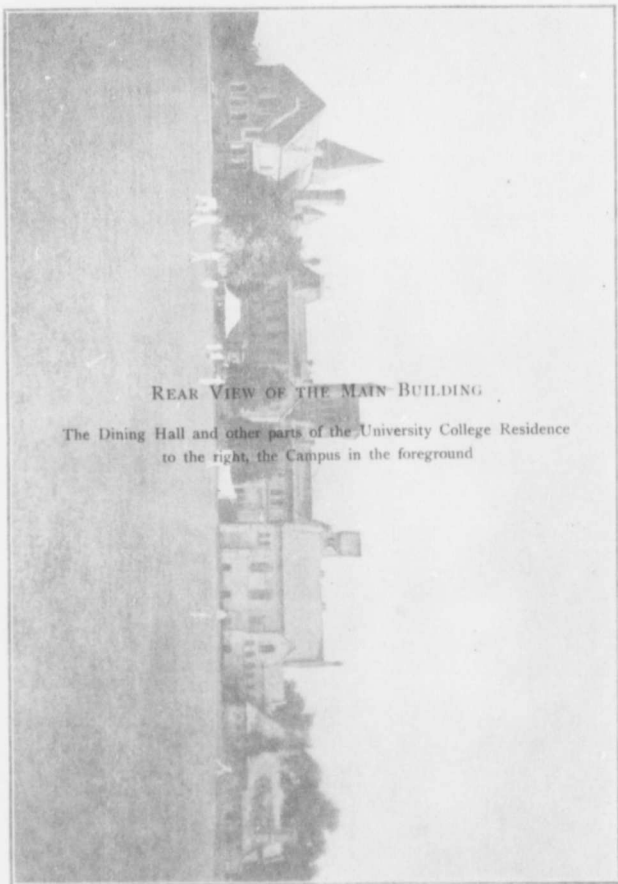 REAR VIEW OF THE MAIN BUILDING
The Dining Hall and other parts of the University College Residence
to the right, the Campus in the foreground